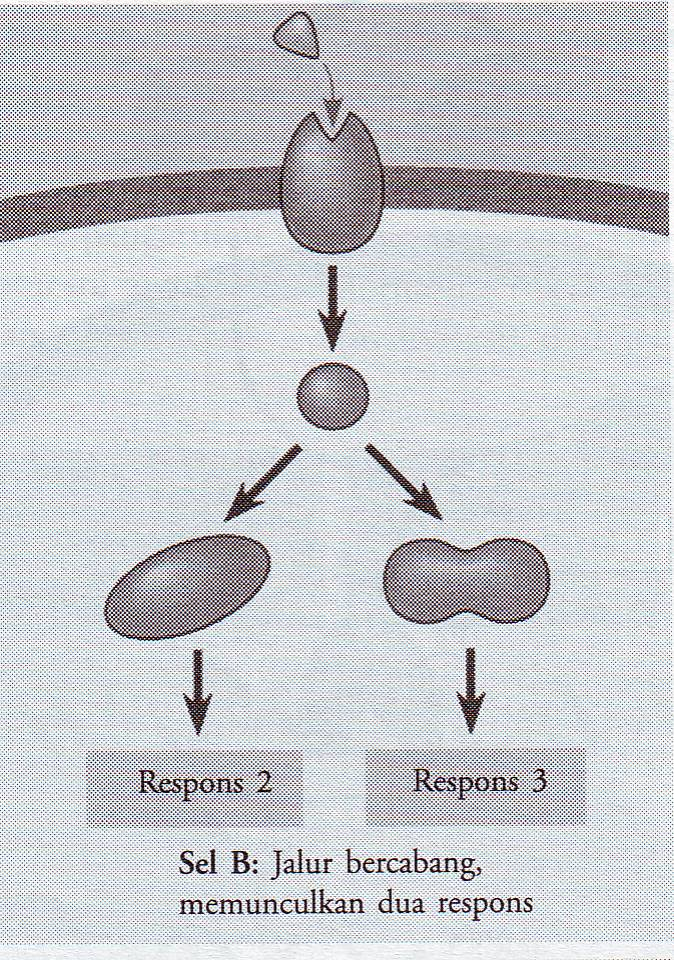 Respons 2
Respons 3
Sel B: Jalur bercabang,
memunculkan dua respons